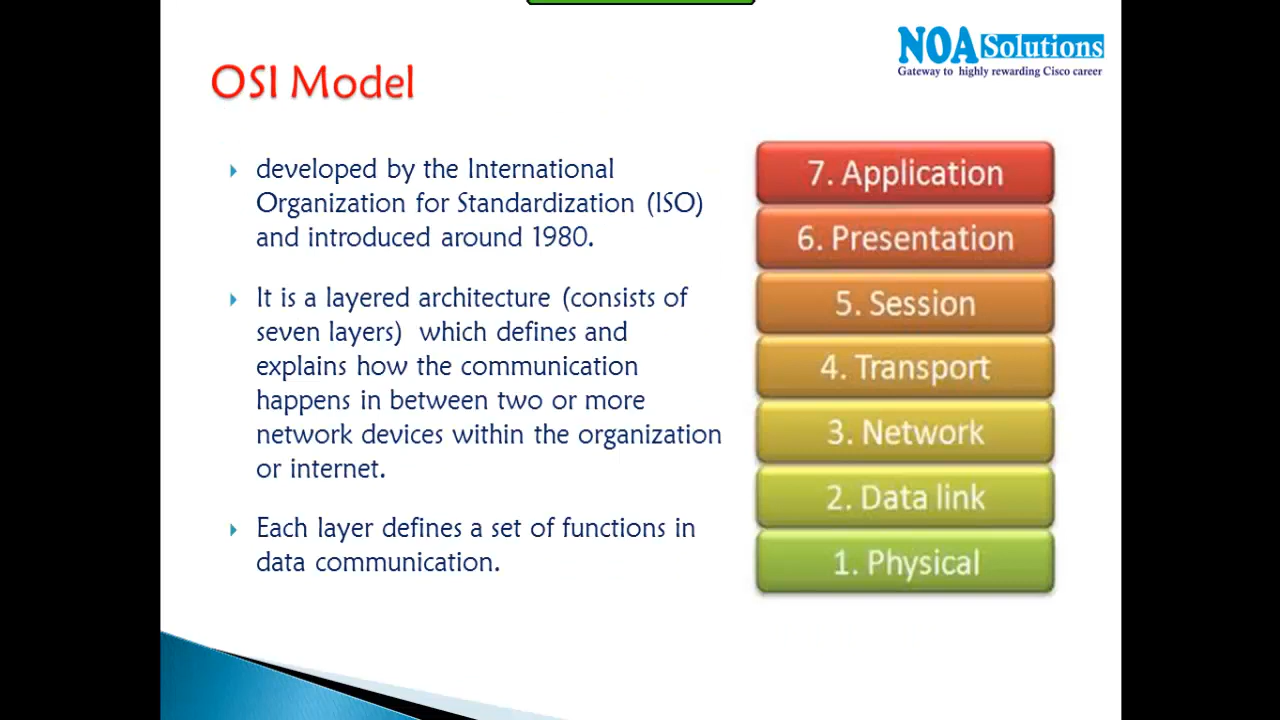 NOA Solutions
Gateway to highly rewarding Cisco career
OSI Model
developed by the International
Organization for Standardization (ISO)
and introduced around 1980.
It is a layered architecture (consists of
seven layers) which defines and
explains how the communication
happens in between two or more
network devices within the organization
or internet.
Each layer defines a set of functions in
data communication.
7. Application
6. Presentation
5. Session
4. Transport
3. Network
2. Data link
1. Physical